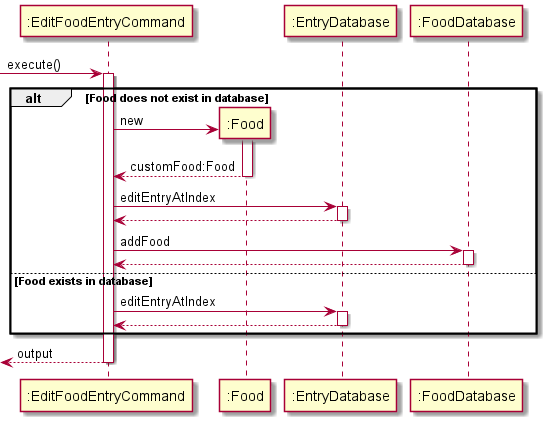 :EditFoodEntryCommand :EntryDatabase :FoodDatabase
execute()
alt [Food does not exist in database]
new
:Food
customFood:Food
editEntryAtIndex
addFood
[Food exists in database]
editEntryAtIndex
output
:EditFoodEntryCommand :Food :EntryDatabase :FoodDatabase